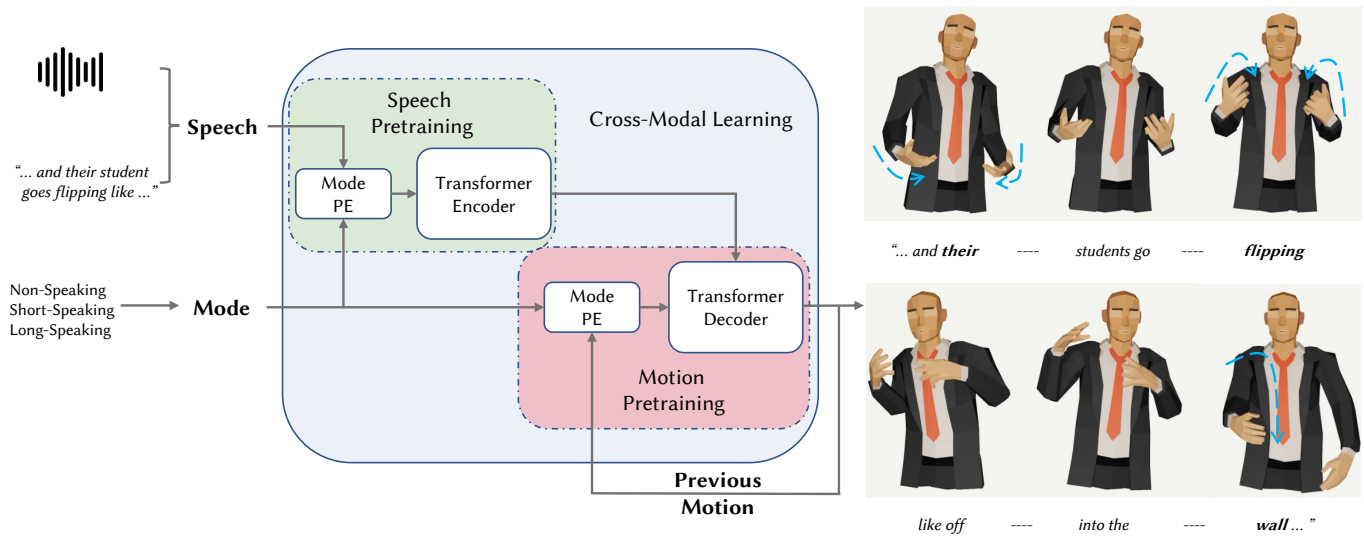 Speech
“... and their student
goes flipping like ...”
Non-Speaking
Short-Speaking
Long-Speaking
Mode
Speech
Pretraining
Cross-Modal Learning
Mode
PE
Transformer
Encoder
Mode
PE
Transformer
Decoder
Motion
Pretraining
Previous
Motion
“... and their ---- students go ---- flipping
like off ---- into the ---- wall ... ”